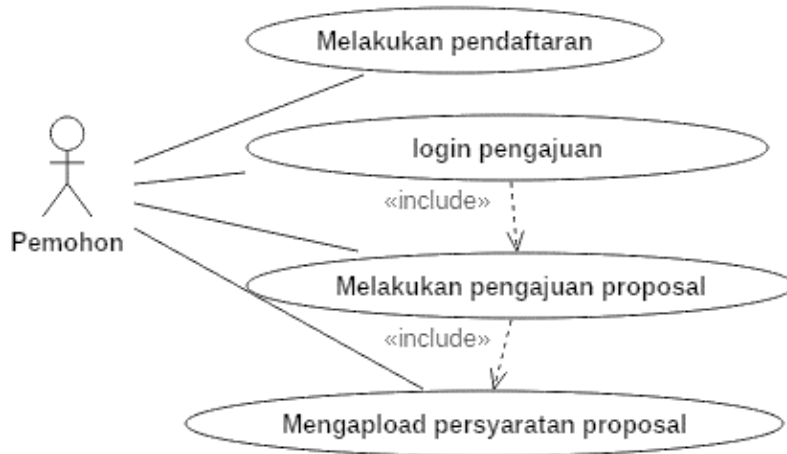 Melakukan pendaftaran
login pengajuan
«include»
Pemohon
Melakukan pengajuan proposal
«include»
Mengapload persyaratan proposal